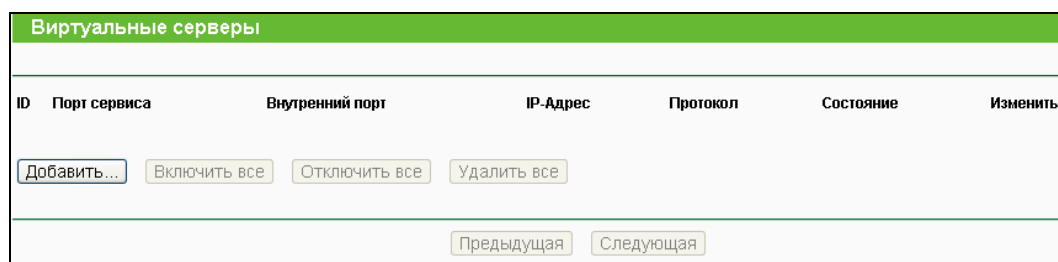 Виртуальные серверы
ID Порт сервиса Внутренний порт IP-Адрес Протокол Состояние Изменить
Добавить... Включить все Отключить все Удалить все
Предыдущая Следующая